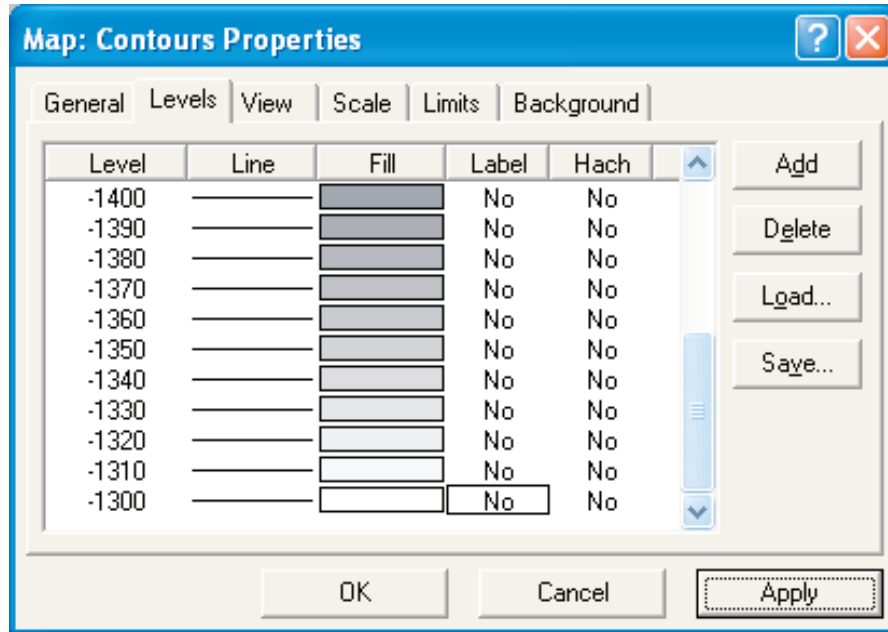 Map: Contours Properties
General Levels View Scale Limits Background
Level Line Fill Label Hach
-1400 No No
-1390 No No
-1380 No No
-1370 No No
-1360 No No
-1350 No No
-1340 No No
-1330 No No
-1320 No No
-1310 No No
-1300 No No
Add
Delete
Load...
Save...
OK Cancel Apply